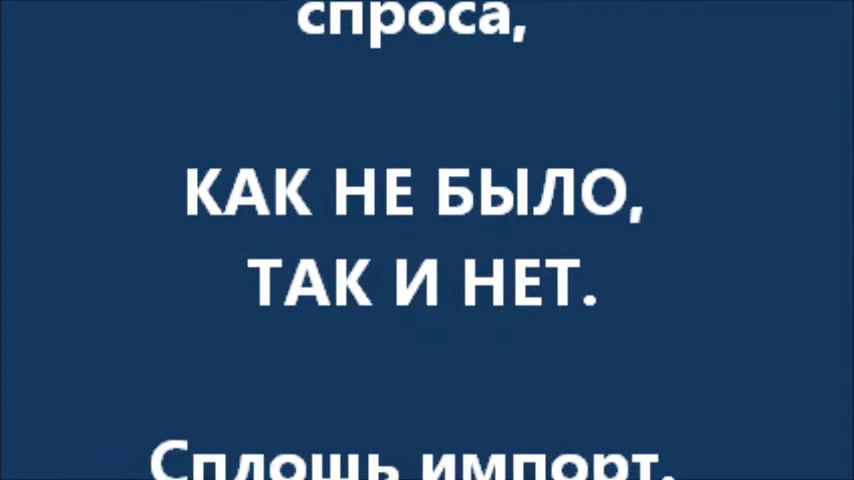 спроса,
КАК НЕ БЫЛО,
ТАК И НЕТ.
Сплошь импорт.